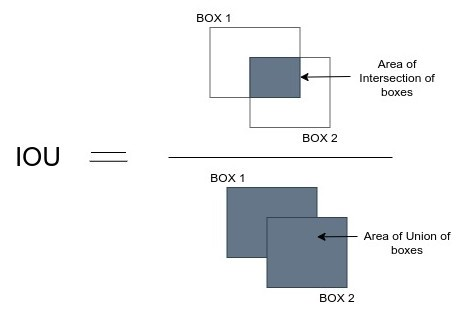 BOX 1
Area of
Intersection of
boxes
BOX 2
IOU =
BOX 1
Area of Union of
boxes
BOX 2